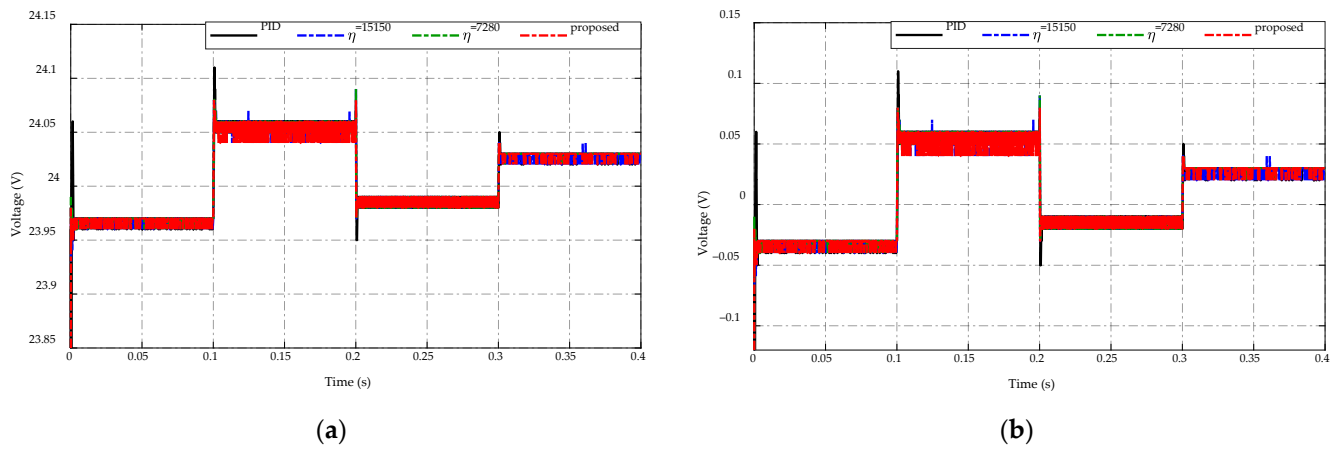 PID η=15150 η=7280 proposed
24.15
24.1
24.05
24
23.95
23.9
23.85
Voltage (V)
0 0.05 0.1 0.15 0.2 0.25 0.3 0.35 0.4
Time (s)
(a)
PID η=15150 η=7280 proposed
0.15
0.1
0.05
0
−0.05
−0.1
Voltage (V)
0 0.05 0.1 0.15 0.2 0.25 0.3 0.35 0.4
Time (s)
(b)